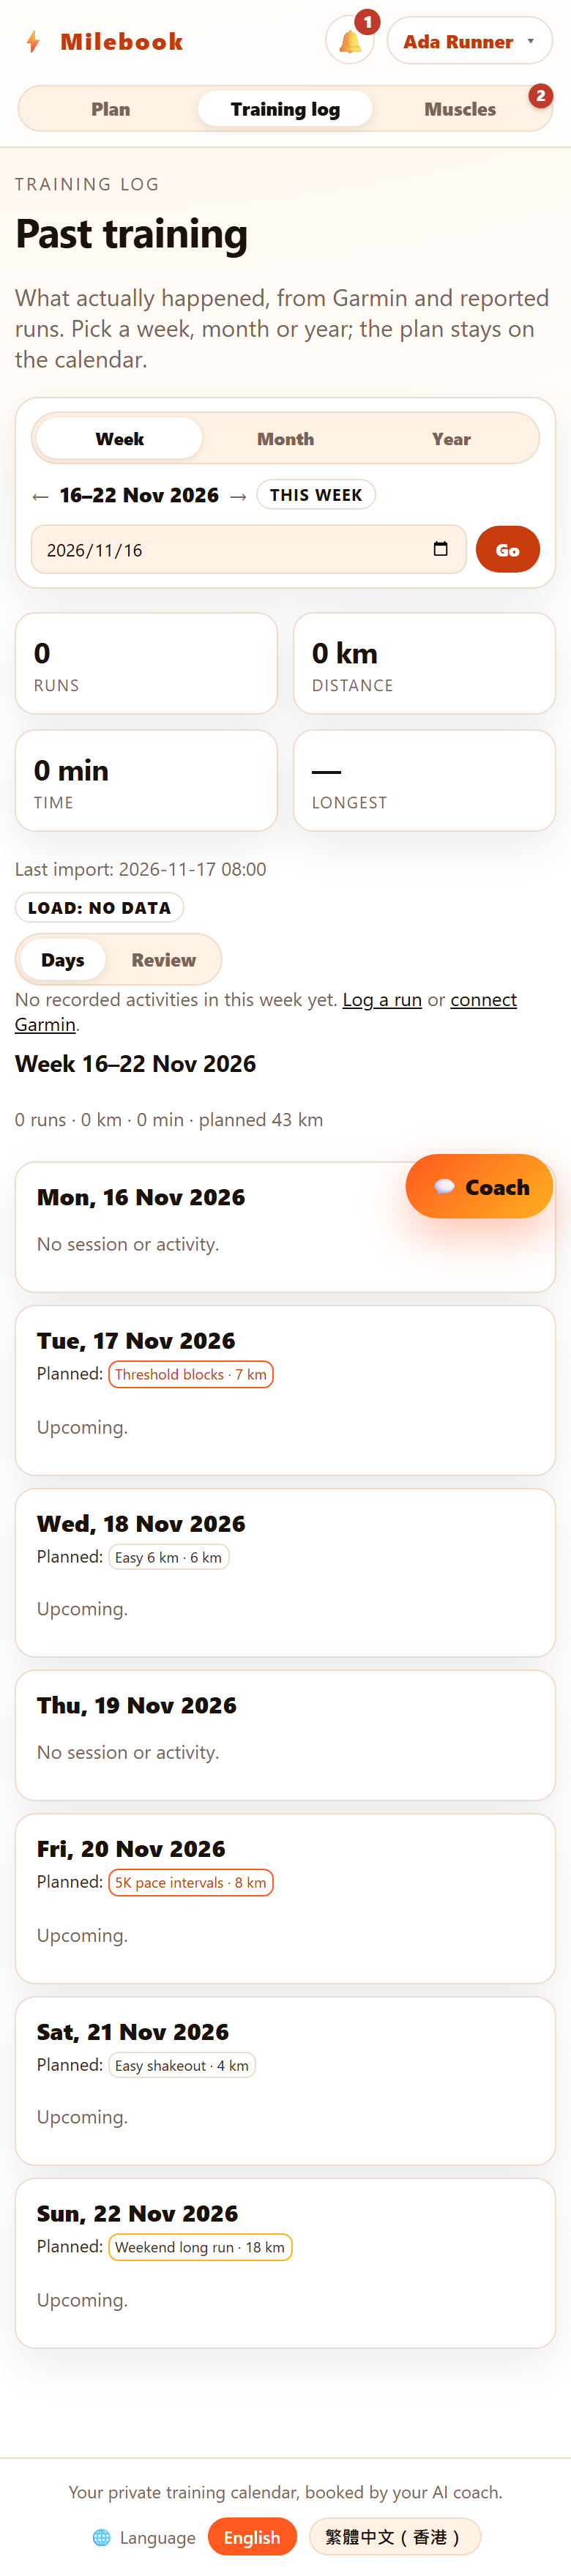 Milebook
1
Ada Runner
Plan
Training log
Muscles
2
TRAINING LOG
Past training
What actually happened, from Garmin and reported
runs. Pick a week, month or year; the plan stays on
the calendar.
Week
Month
Year
← 16–22 Nov 2026 →
THIS WEEK
2026/11/16
Go
0
RUNS
0 km
DISTANCE
0 min
TIME
—
LONGEST
Last import: 2026-11-17 08:00
LOAD: NO DATA
Days
Review
No recorded activities in this week yet. Log a run or connect
Garmin.
Week 16–22 Nov 2026
0 runs · 0 km · 0 min · planned 43 km
Coach
Mon, 16 Nov 2026
No session or activity.
Tue, 17 Nov 2026
Planned: Threshold blocks · 7 km
Upcoming.
Wed, 18 Nov 2026
Planned: Easy 6 km · 6 km
Upcoming.
Thu, 19 Nov 2026
No session or activity.
Fri, 20 Nov 2026
Planned: 5K pace intervals · 8 km
Upcoming.
Sat, 21 Nov 2026
Planned: Easy shakeout · 4 km
Upcoming.
Sun, 22 Nov 2026
Planned: Weekend long run · 18 km
Upcoming.
Your private training calendar, booked by your AI coach.
Language
English
繁體中文（香港）